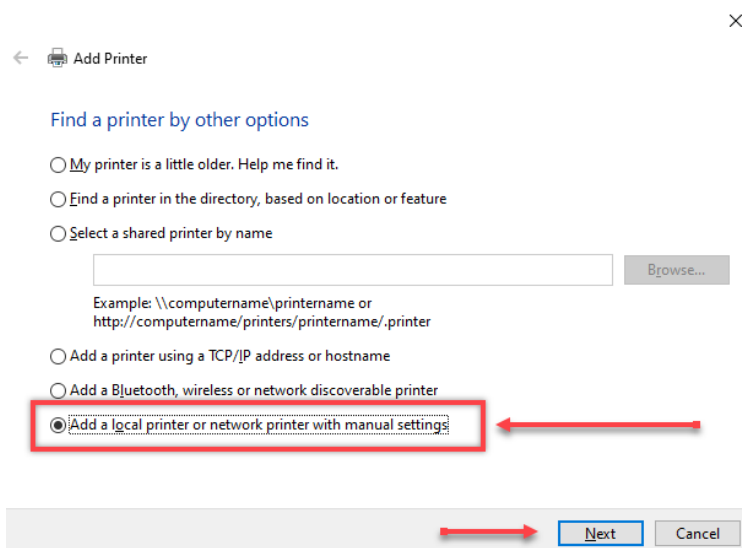 Add Printer
Find a printer by other options
My printer is a little older. Help me find it.
Find a printer in the directory, based on location or feature
Select a shared printer by name
Browse...
Example: \\computername\printername or
http://computername/printers/printername/.printer
Add a printer using a TCP/IP address or hostname
Add a Bluetooth, wireless or network discoverable printer
Add a local printer or network printer with manual settings
Next
Cancel